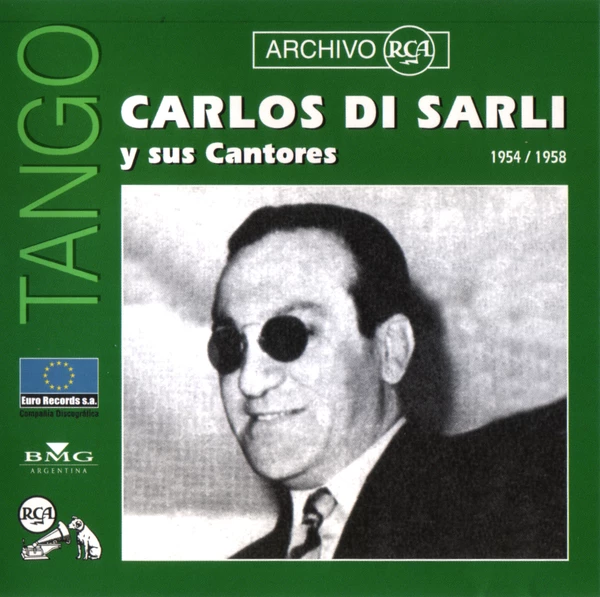 ARCHIVO RCA
TANGO
CARLOS DI SARLI
y sus Cantores
1954 / 1958
Euro Records s.a.
Compañía Discográfica
BMG
ARGENTINA
RCA